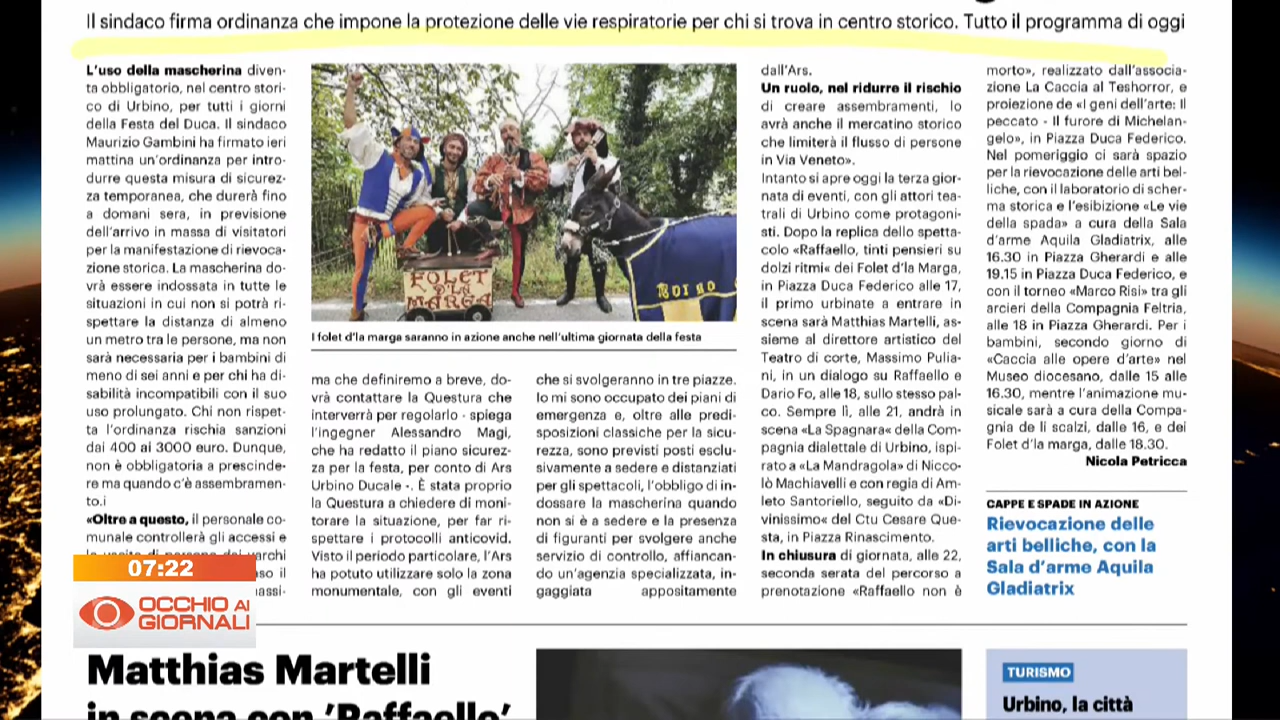 Il sindaco firma ordinanza che impone la protezione delle vie respiratorie per chi si trova in centro storico. Tutto il programma di oggi
L'uso della mascherina diven-
ta obbligatorio, nel centro stori-
co di Urbino, per tutti i giorni
della Festa del Duca. Il sindaco
Maurizio Gambini ha firmato ieri
mattina un'ordinanza per intro-
durre questa misura di sicurez-
za temporanea, che durerà fino
a domani sera, in previsione
dell'arrivo in massa di visitatori
per la manifestazione di rievoca-
zione storica. La mascherina do-
vrà essere indossata in tutte le
situazioni in cui non si potrà ri-
spettare la distanza di almeno
un metro tra le persone, ma non
sarà necessaria per i bambini di
meno di sei anni e per chi ha di-
sabilità incompatibili con il suo
uso prolungato. Chi non rispet-
ta l'ordinanza rischia sanzioni
dai 400 ai 3000 euro. Dunque,
non è obbligatoria a prescinde-
re ma quando c'è assembramen-
to.i
«Oltre a questo, il personale co-
munale controllerà gli accessi e
FOLET
D'LA
MARGA
I folet d'la marga saranno in azione anche nell'ultima giornata della festa
ma che definiremo a breve, do-
vrà contattare la Questura che
interverrà per regolarlo - spiega
l'ingegner Alessandro Magi,
che ha redatto il piano sicurez-
za per la festa, per conto di Ars
Urbino Ducale -. È stata proprio
la Questura a chiedere di moni-
torare la situazione, per far ri-
spettare i protocolli anticovid.
Visto il periodo particolare, l'Ars
ha potuto utilizzare solo la zona
monumentale, con gli eventi
che si svolgeranno in tre piazze.
Io mi sono occupato dei piani di
emergenza e, oltre alle predi-
sposizioni classiche per la sicu-
rezza, sono previsti posti esclu-
sivamente a sedere e distanziati
per gli spettacoli, l'obbligo di in-
dossare la mascherina quando
non si è a sedere e la presenza
di figuranti per svolgere anche
servizio di controllo, affiancan-
do un'agenzia specializzata, in-
gaggiata appositamente
dall'Ars.
Un ruolo, nel ridurre il rischio
di creare assembramenti, lo
avrà anche il mercatino storico
che limiterà il flusso di persone
in Via Veneto».
Intanto si apre oggi la terza gior-
nata di eventi, con gli attori tea-
trali di Urbino come protagoni-
sti. Dopo la replica dello spetta-
colo «Raffaello, tinti pensieri su
dolzi ritmi« dei Folet d'la Marga,
in Piazza Duca Federico alle 17,
il primo urbinate a entrare in
scena sarà Matthias Martelli, as-
sieme al direttore artistico del
Teatro di corte, Massimo Pulia-
ni, in un dialogo su Raffaello e
Dario Fo, alle 18, sullo stesso pal-
co. Sempre lì, alle 21, andrà in
scena «La Spagnara« della Com-
pagnia dialettale di Urbino, ispi-
rato a «La Mandragola» di Nicco-
lò Machiavelli e con regia di Am-
leto Santoriello, seguito da «Di-
vinissimo« del Ctu Cesare Que-
sta, in Piazza Rinascimento.
In chiusura di giornata, alle 22,
seconda serata del percorso a
prenotazione «Raffaello non è
morto», realizzato dall'associa-
zione La Caccia al Teshorror, e
proiezione de «I geni dell'arte: Il
peccato - Il furore di Michelan-
gelo», in Piazza Duca Federico.
Nel pomeriggio ci sarà spazio
per la rievocazione delle arti bel-
liche, con il laboratorio di scher-
ma storica e l'esibizione «Le vie
della spada» a cura della Sala
d'arme Aquila Gladiatrix, alle
16.30 in Piazza Gherardi e alle
19.15 in Piazza Duca Federico, e
con il torneo «Marco Risi» tra gli
arcieri della Compagnia Feltria,
alle 18 in Piazza Gherardi. Per i
bambini, secondo giorno di
«Caccia alle opere d'arte» nel
Museo diocesano, dalle 15 alle
16.30, mentre l'animazione mu-
sicale sarà a cura della Compa-
gnia de li scalzi, dalle 16, e dei
Folet d'la marga, dalle 18.30.
Nicola Petricca
CAPPE E SPADE IN AZIONE
Rievocazione delle
arti belliche, con la
Sala d'arme Aquila
Gladiatrix
07:22
OCCHIO AI
GIORNALI
Matthias Martelli
in scena con 'Raffaello'
TURISMO
Urbino, la città